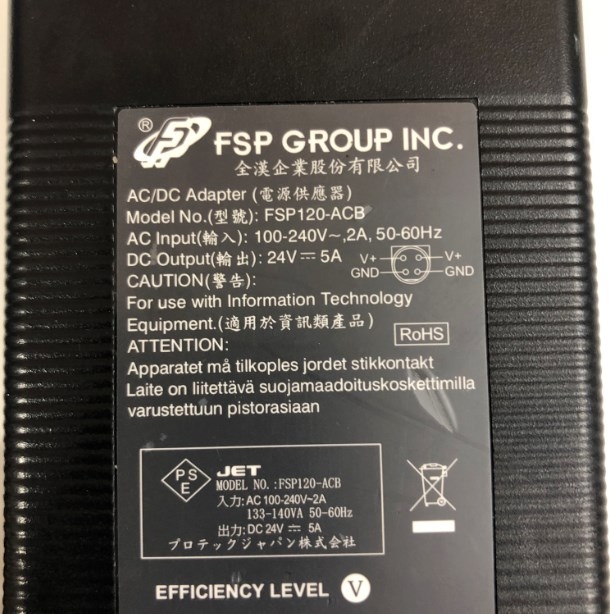 ® FSP GROUP INC.
全漢企業股份有限公司
AC/DC Adapter (電源供應器)
Model No.(型號): FSP120-ACB
AC Input(輸入): 100-240V~,2A, 50-60Hz
DC Output(輸出): 24V ⎓ 5A V+ V+
GND GND
CAUTION(警告):
For use with Information Technology
Equipment.(適用於資訊類產品)
RoHS
ATTENTION:
Apparatet må tilkoples jordet stikkontakt
Laite on liitettävä suojamaadoituskoskettimilla
varustettuun pistorasiaan
PS
E
JET
MODEL NO.:FSP120-ACB
入力:AC 100-240V~2A
133-140VA 50-60Hz
出力:DC 24V ⎓ 5A
プロテックジャパン株式会社
EFFICIENCY LEVEL V